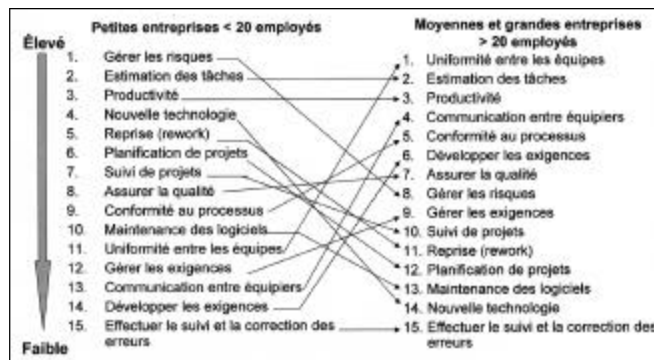 Petites entreprises < 20 employés
Élevé
1. Gérer les risques
2. Estimation des tâches
3. Productivité
4. Nouvelle technologie
5. Reprise (rework)
6. Planification de projets
7. Suivi de projets
8. Assurer la qualité
9. Conformité au processus
10. Maintenance des logiciels
11. Uniformité entre les équipes
12. Gérer les exigences
13. Communication entre équipiers
14. Développer les exigences
15. Effectuer le suivi et la correction des
erreurs
Faible
Moyennes et grandes entreprises
> 20 employés
1. Uniformité entre les équipes
2. Estimation des tâches
3. Productivité
4. Communication entre équipiers
5. Conformité au processus
6. Développer les exigences
7. Assurer la qualité
8. Gérer les risques
9. Gérer les exigences
10. Suivi de projets
11. Reprise (rework)
12. Planification de projets
13. Maintenance des logiciels
14. Nouvelle technologie
15. Effectuer le suivi et la correction des
erreurs